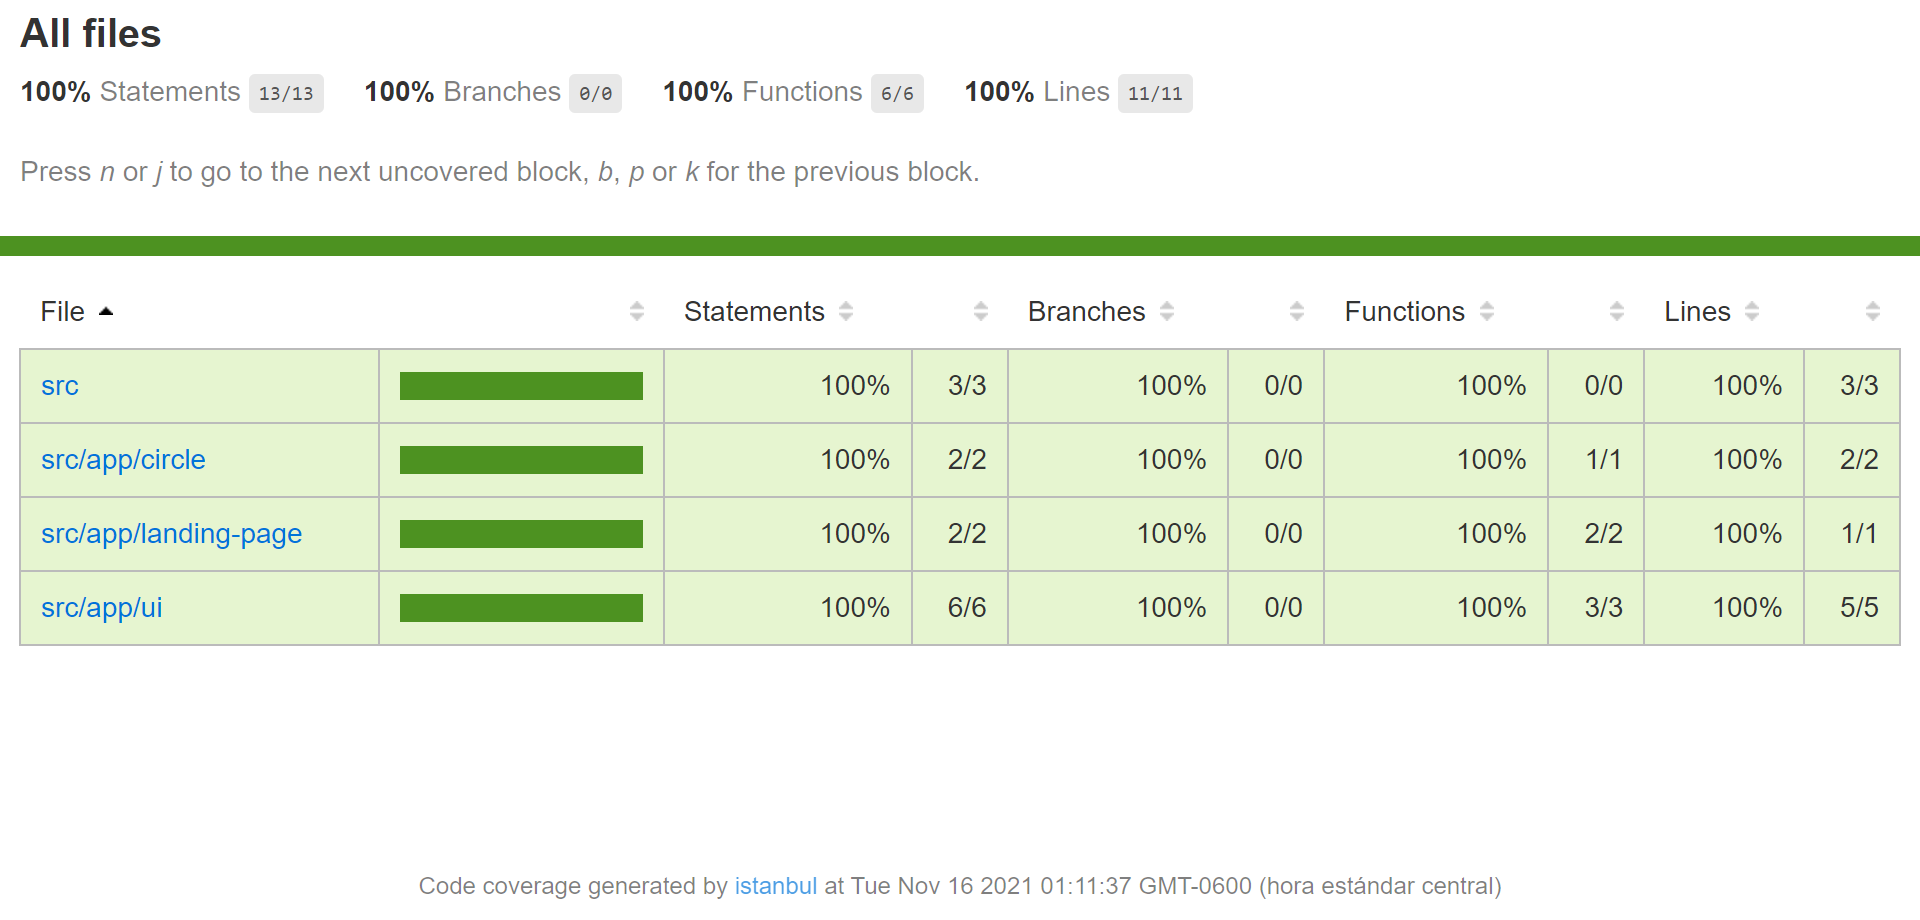 All files
100% Statements 13/13 100% Branches 0/0 100% Functions 6/6 100% Lines 11/11
Press n or j to go to the next uncovered block, b, p or k for the previous block.
File Statements Branches Functions Lines
src 100% 3/3 100% 0/0 100% 0/0 100% 3/3
src/app/circle 100% 2/2 100% 0/0 100% 1/1 100% 2/2
src/app/landing-page 100% 2/2 100% 0/0 100% 2/2 100% 1/1
src/app/ui 100% 6/6 100% 0/0 100% 3/3 100% 5/5
Code coverage generated by istanbul at Tue Nov 16 2021 01:11:37 GMT-0600 (hora estándar central)